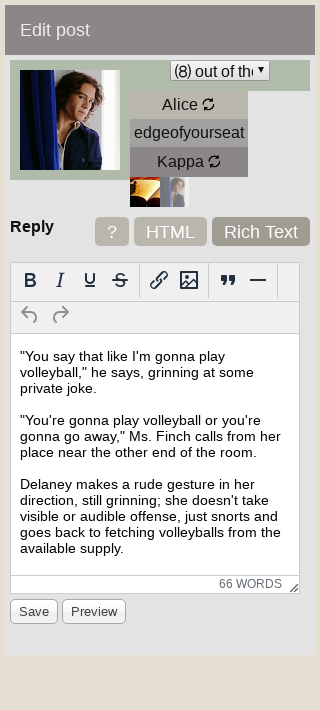 Edit post
(8) out of the
Alice
edgeofyourseat
Kappa
Reply
? HTML Rich Text
B I U S
"You say that like I'm gonna play
volleyball," he says, grinning at some
private joke.
"You're gonna play volleyball or you're
gonna go away," Ms. Finch calls from her
place near the other end of the room.
Delaney makes a rude gesture in her
direction, still grinning; she doesn't take
visible or audible offense, just snorts and
goes back to fetching volleyballs from the
available supply.
66 WORDS
Save Preview